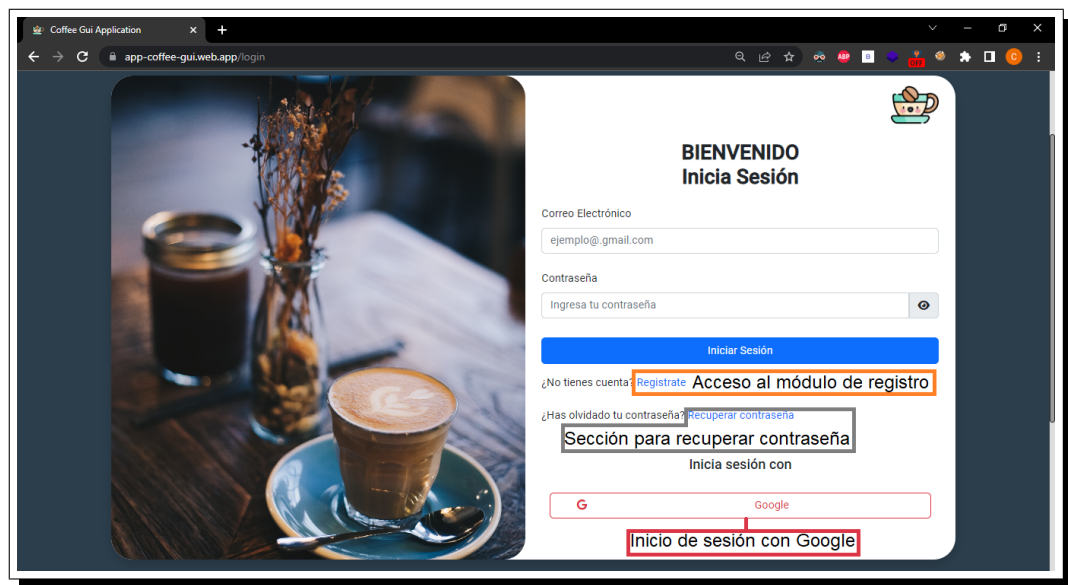 Coffee Gui Application
app-coffee-gui.web.app/login
ABP
OFF
C
BIENVENIDO
Inicia Sesión
Correo Electrónico
ejemplo@.gmail.com
Contraseña
Ingresa tu contraseña
Iniciar Sesión
¿No tienes cuenta? Registrate Acceso al módulo de registro
¿Has olvidado tu contraseña? Recuperar contraseña
Sección para recuperar contraseña
Inicia sesión con
G Google
Inicio de sesión con Google